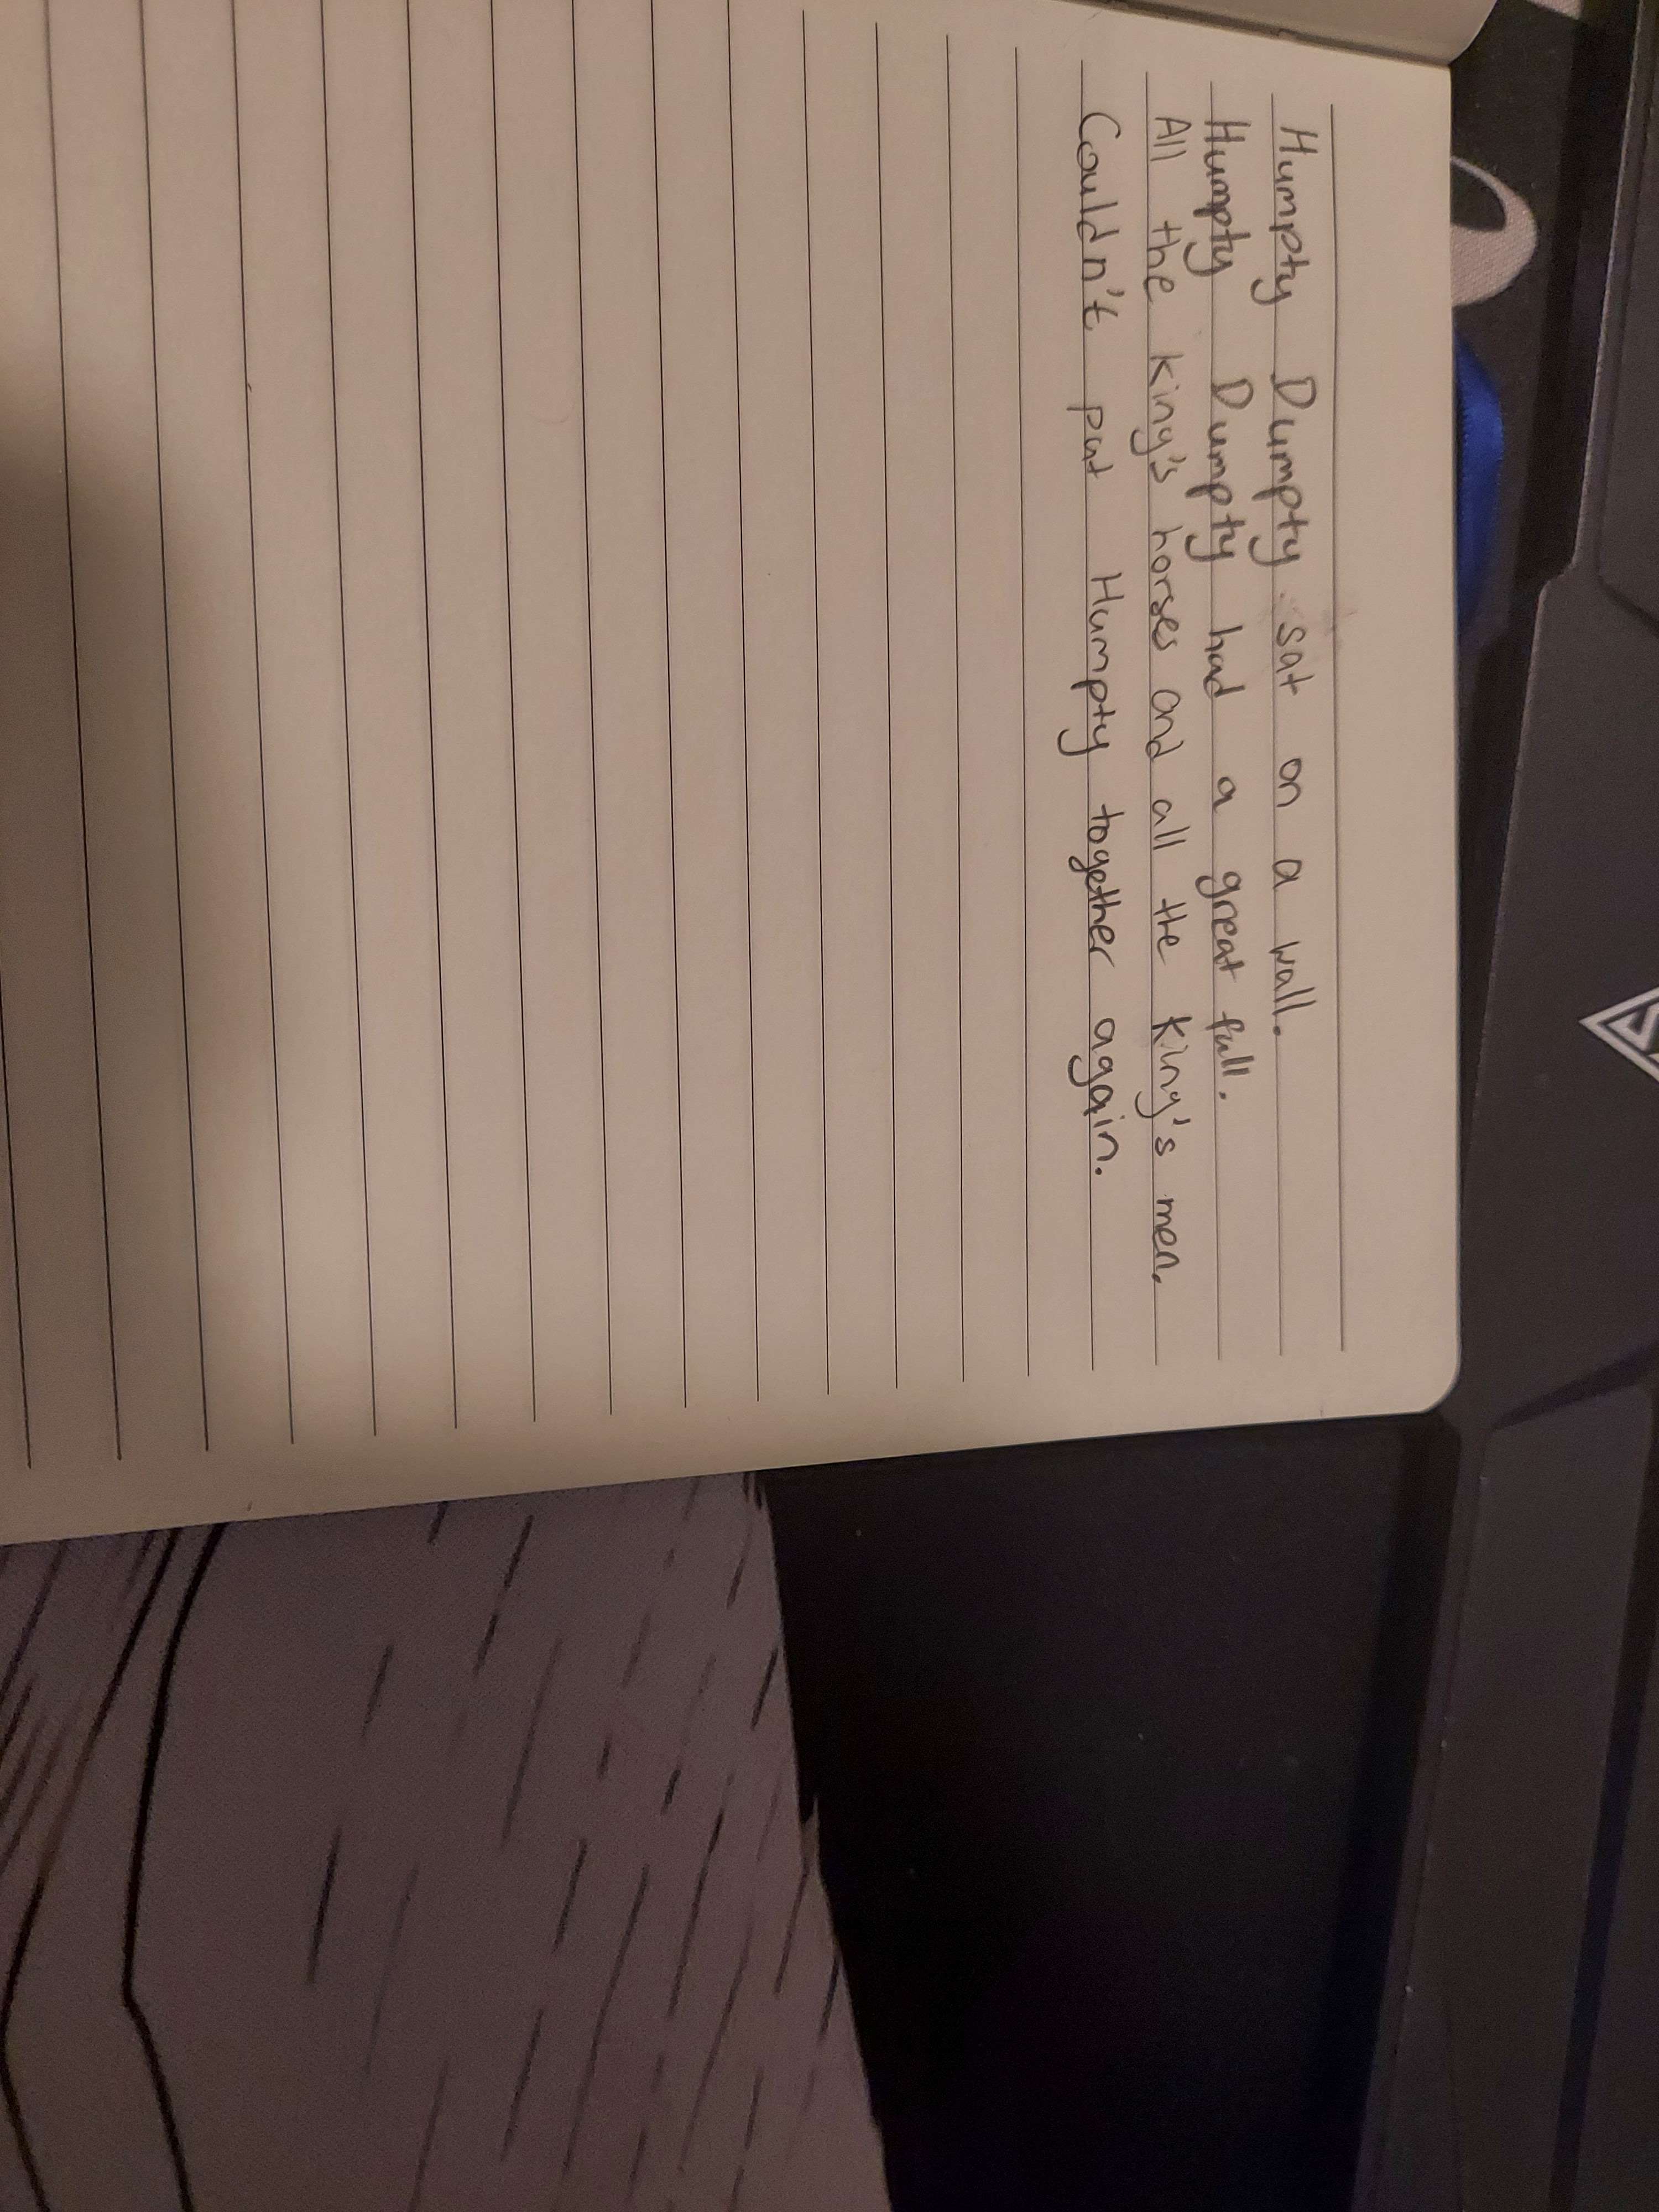 Humpty Dumpty sat on a wall.
Humpty Dumpty had a great fall.
All the king's horses and all the king's men.
Couldn't put Humpty together again.